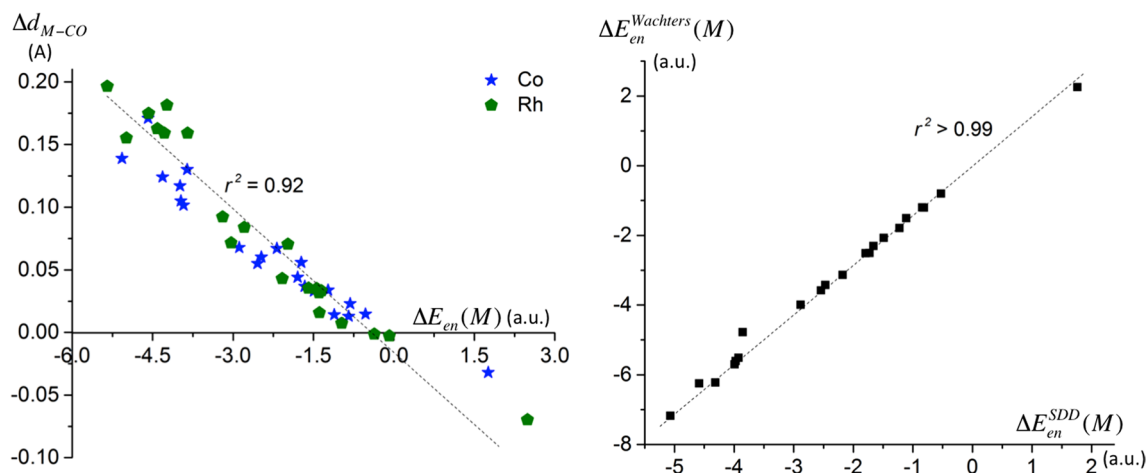 Δd_{M−CO}
(A)
0.20
0.15
0.10
0.05
0.00
-0.05
-0.10
-6.0 -4.5 -3.0 -1.5 0.0 1.5 3.0
Co
Rh
r² = 0.92
ΔE_{en}(M) (a.u.)
ΔE_{en}^{Wachters}(M)
(a.u.)
2
0
-2
-4
-6
-8
-5 -4 -3 -2 -1 0 1 2
r² > 0.99
ΔE_{en}^{SDD}(M)
(a.u.)